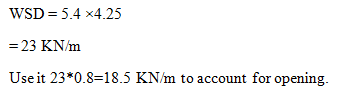 WSD = 5.4 ×4.25
= 23 KN/m
Use it 23*0.8=18.5 KN/m to account for opening.